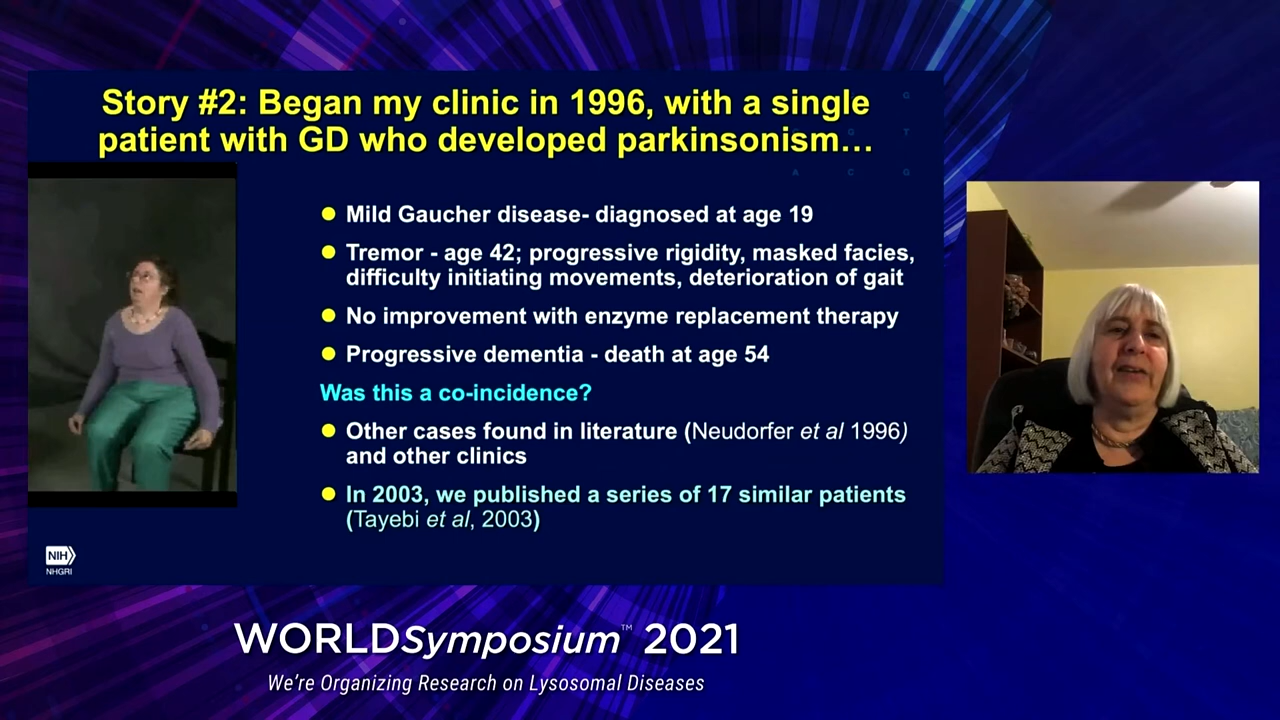 Story #2: Began my clinic in 1996, with a single
patient with GD who developed parkinsonism…
G
G T
A C G
● Mild Gaucher disease- diagnosed at age 19
● Tremor - age 42; progressive rigidity, masked facies,
difficulty initiating movements, deterioration of gait
● No improvement with enzyme replacement therapy
● Progressive dementia - death at age 54
Was this a co-incidence?
● Other cases found in literature (Neudorfer et al 1996)
and other clinics
● In 2003, we published a series of 17 similar patients
(Tayebi et al, 2003)
NIH
NHGRI
WORLDSymposium™ 2021
We're Organizing Research on Lysosomal Diseases